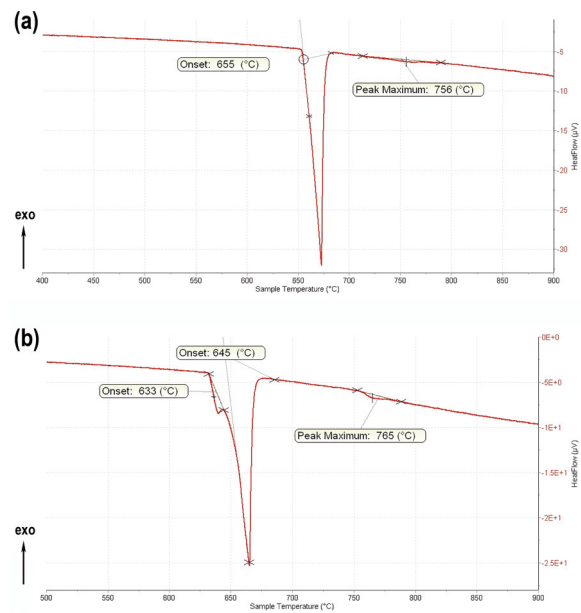 (a)
Onset: 655 (°C)
Peak Maximum: 756 (°C)
-5
-10
-15
-20
-25
-30
HeatFlow (µV)
exo
400 450 500 550 600 650 700 750 800 850 900
Sample Temperature (°C)
(b)
Onset: 645 (°C)
Onset: 633 (°C)
Peak Maximum: 765 (°C)
0E+0
-5E+0
-1E+1
-1.5E+1
-2E+1
-2.5E+1
HeatFlow (µV)
exo
500 550 600 650 700 750 800 850 900
Sample Temperature (°C)